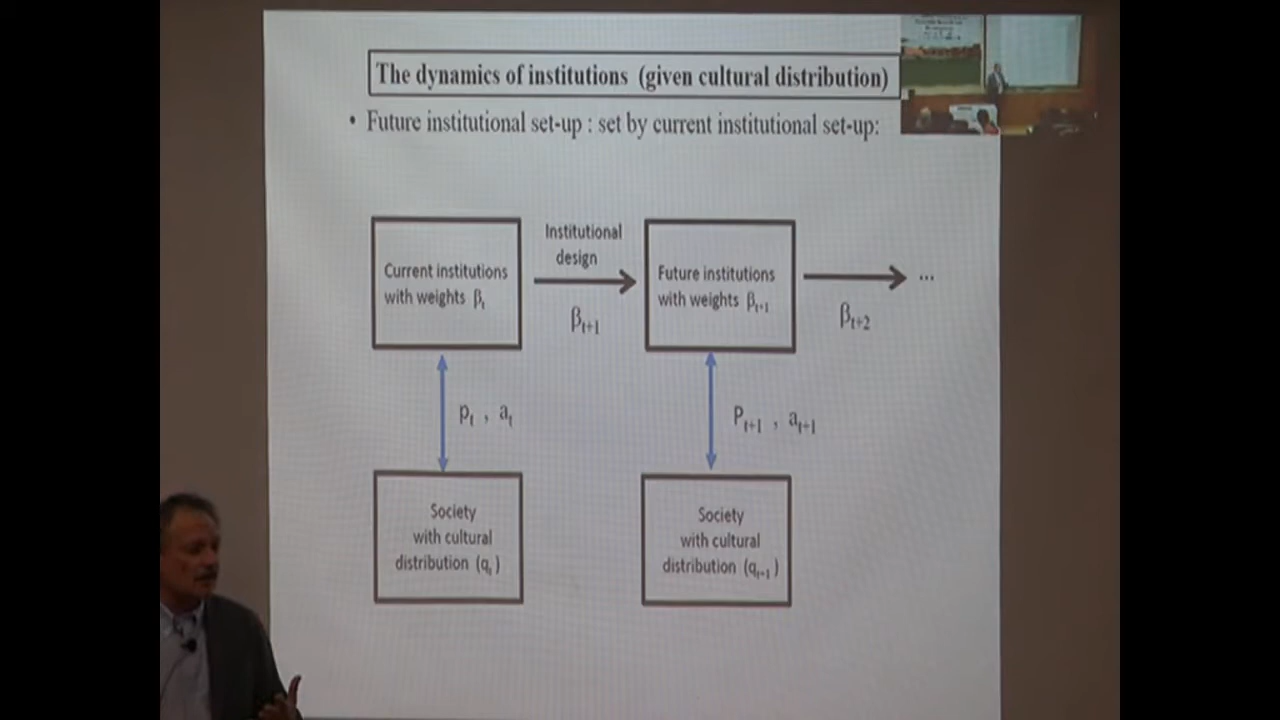 The dynamics of institutions (given cultural distribution)
• Future institutional set-up : set by current institutional set-up:
Institutional
design
Current institutions
with weights βt
βt+1
Future institutions
with weights βt+1
...
βt+2
pt , at
Pt+1 , at+1
Society
with cultural
distribution (qt)
Society
with cultural
distribution (qt+1)